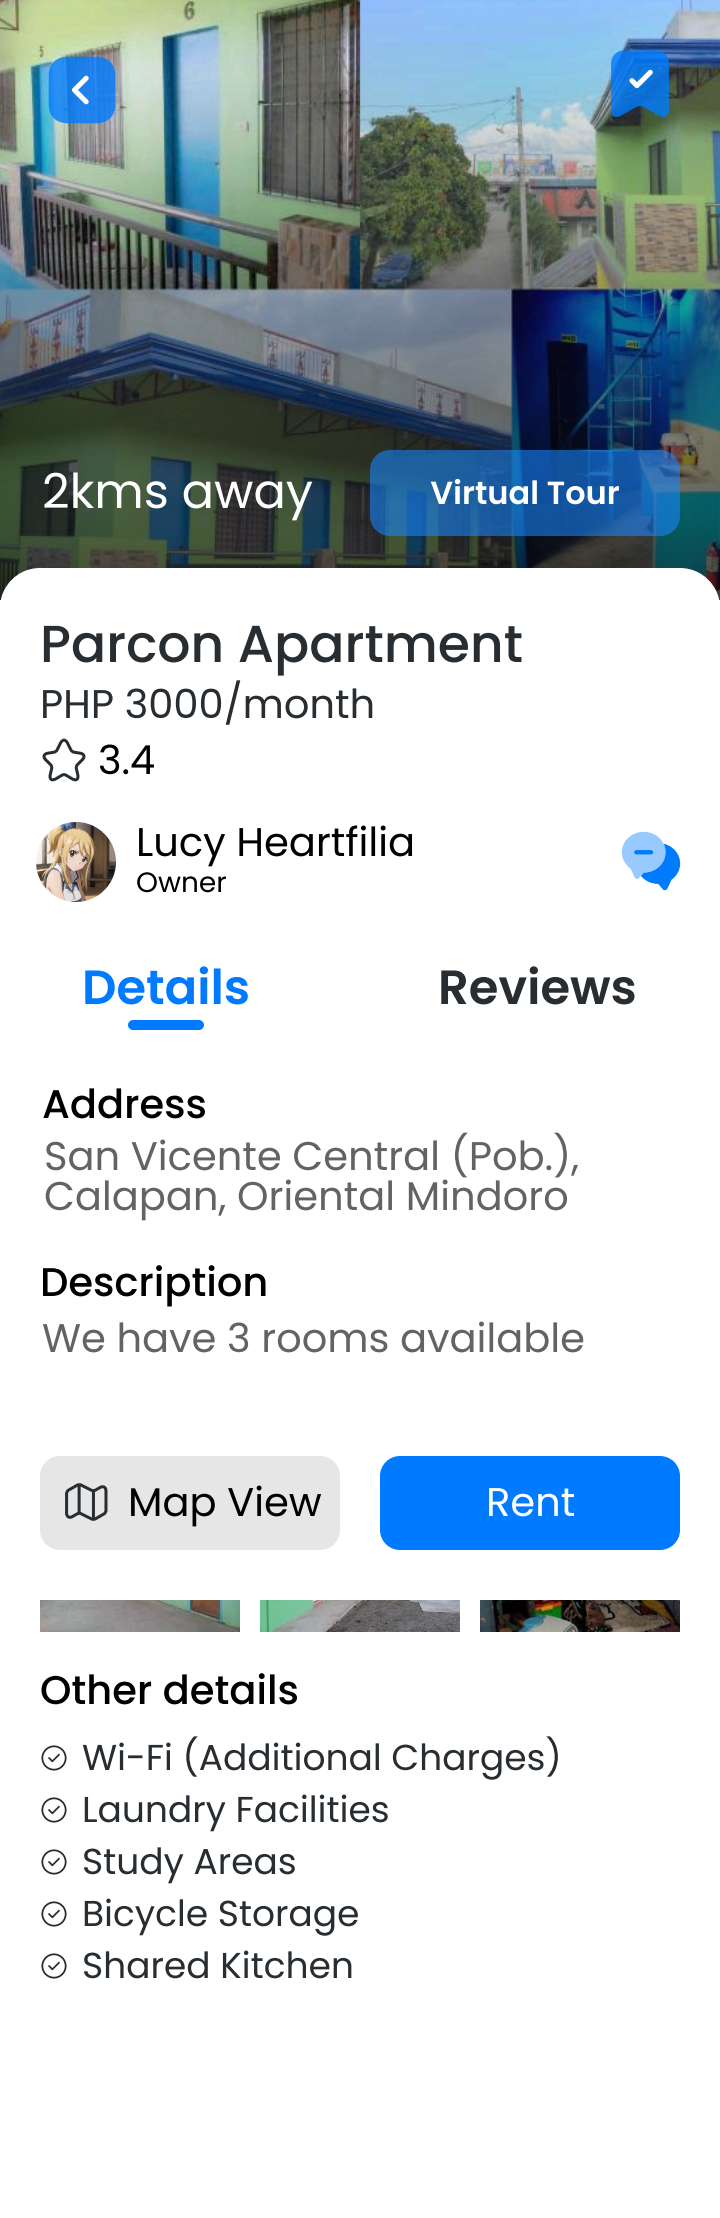 6
5
2kms away
Virtual Tour
Parcon Apartment
PHP 3000/month
3.4
Lucy Heartfilia
Owner
Details
Reviews
Address
San Vicente Central (Pob.),
Calapan, Oriental Mindoro
Description
We have 3 rooms available
Map View
Rent
Other details
Wi-Fi (Additional Charges)
Laundry Facilities
Study Areas
Bicycle Storage
Shared Kitchen